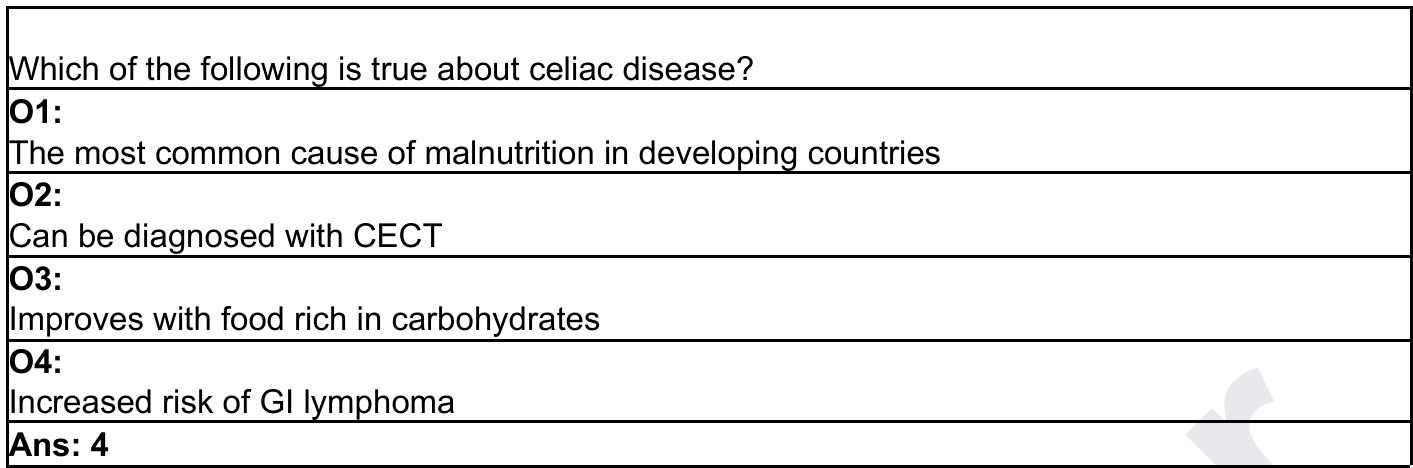 Which of the following is true about celiac disease?
O1:
The most common cause of malnutrition in developing countries
O2:
Can be diagnosed with CECT
O3:
Improves with food rich in carbohydrates
O4:
Increased risk of GI lymphoma
Ans: 4
r